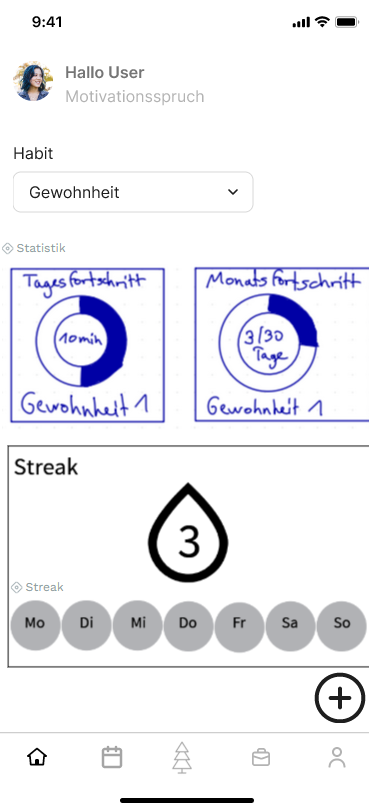 9:41
Hallo User
Motivationsspruch
Habit
Gewohnheit
Statistik
Tagesfortschritt
10min
Gewohnheit 1
Monatsfortschritt
3/30
Tage
Gewohnheit 1
Streak
3
Streak
Mo Di Mi Do Fr Sa So